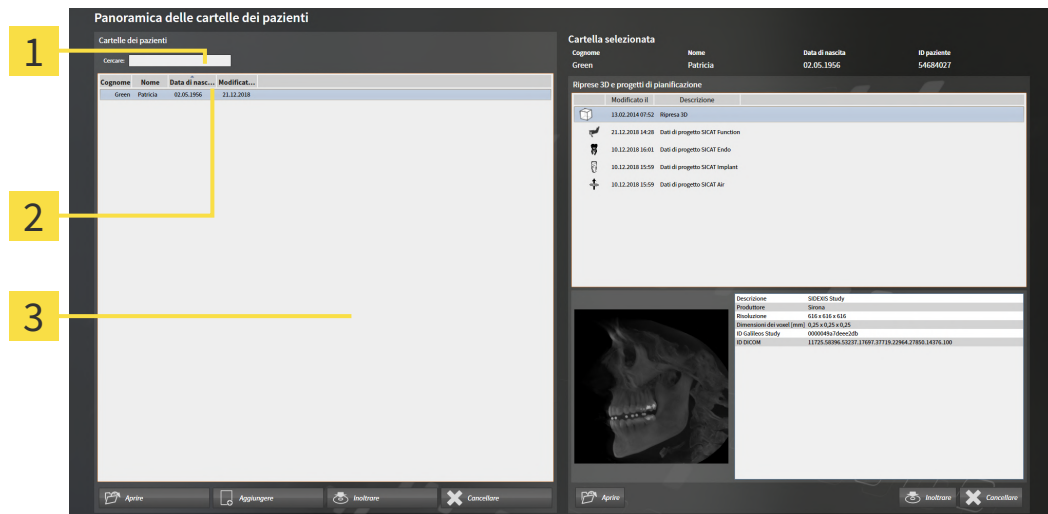 Panoramica delle cartelle dei pazienti
Cartelle dei pazienti
Cercare:
Cognome Nome Data di nasc... Modificat...
Green Patricia 02.05.1956 21.12.2018
1
2
3
Aprire Aggiungere Inoltrare Cancellare
Cartella selezionata
Cognome Nome Data di nascita ID paziente
Green Patricia 02.05.1956 54684027
Riprese 3D e progetti di pianificazione
Modificato il Descrizione
13.02.2014 07:52 Ripresa 3D
21.12.2018 14:28 Dati di progetto SICAT Function
10.12.2018 16:01 Dati di progetto SICAT Endo
10.12.2018 15:59 Dati di progetto SICAT Implant
10.12.2018 15:59 Dati di progetto SICAT Air
Descrizione SIDEXIS Study
Produttore Sirona
Risoluzione 616 x 616 x 616
Dimensioni dei voxel [mm] 0,25 x 0,25 x 0,25
ID Galileos Study 0000049a7deee2db
ID DICOM 11725.58396.53237.17697.37719.22964.27850.14376.100
Aprire Inoltrare Cancellare